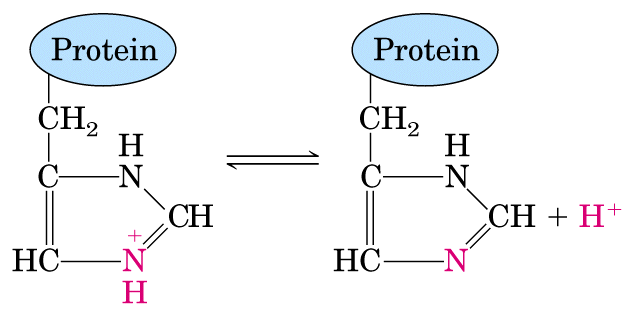 Protein Protein
CH2 CH2
H H
C N C N
CH CH + H+
+
HC N HC N
H